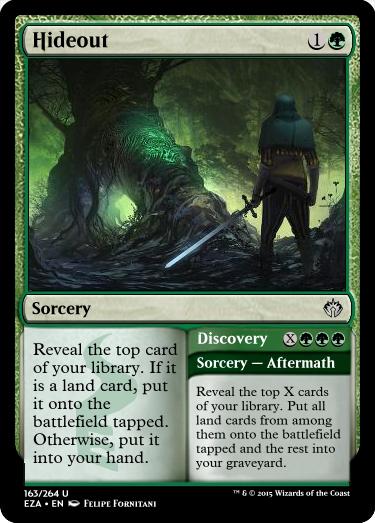 Hideout 1
Sorcery
Reveal the top card
of your library. If it
is a land card, put
it onto the
battlefield tapped.
Otherwise, put it
into your hand.
Discovery X
Sorcery — Aftermath
Reveal the top X cards
of your library. Put all
land cards from among
them onto the battlefield
tapped and the rest into
your graveyard.
163/264 U
EZA • EN Felipe Fornitani
™ & © 2015 Wizards of the Coast